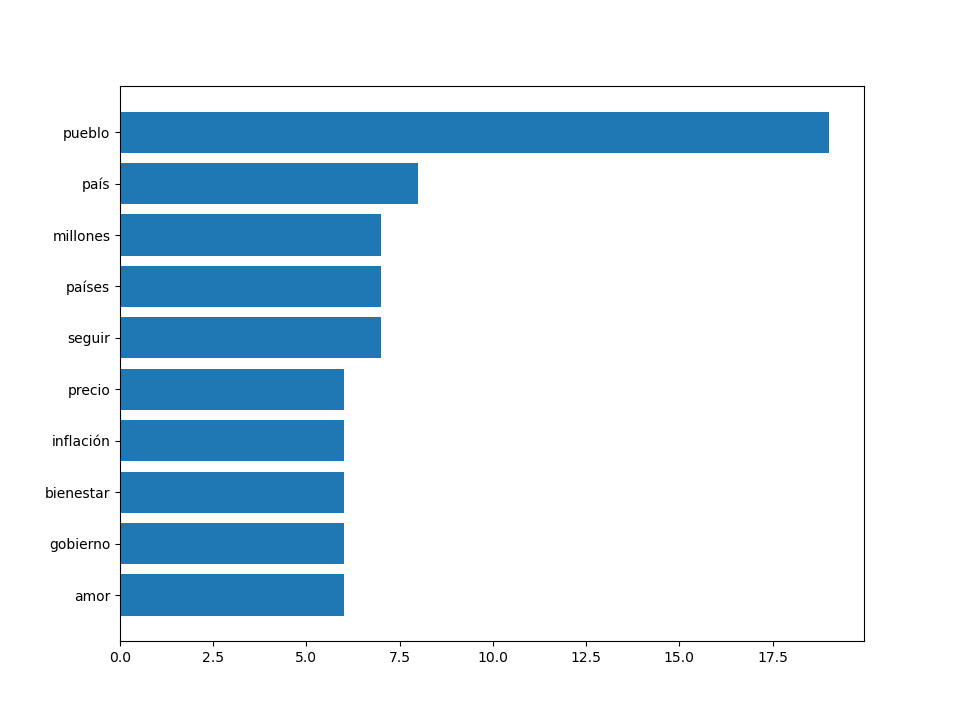 pueblo
país
millones
países
seguir
precio
inflación
bienestar
gobierno
amor
0.0 2.5 5.0 7.5 10.0 12.5 15.0 17.5